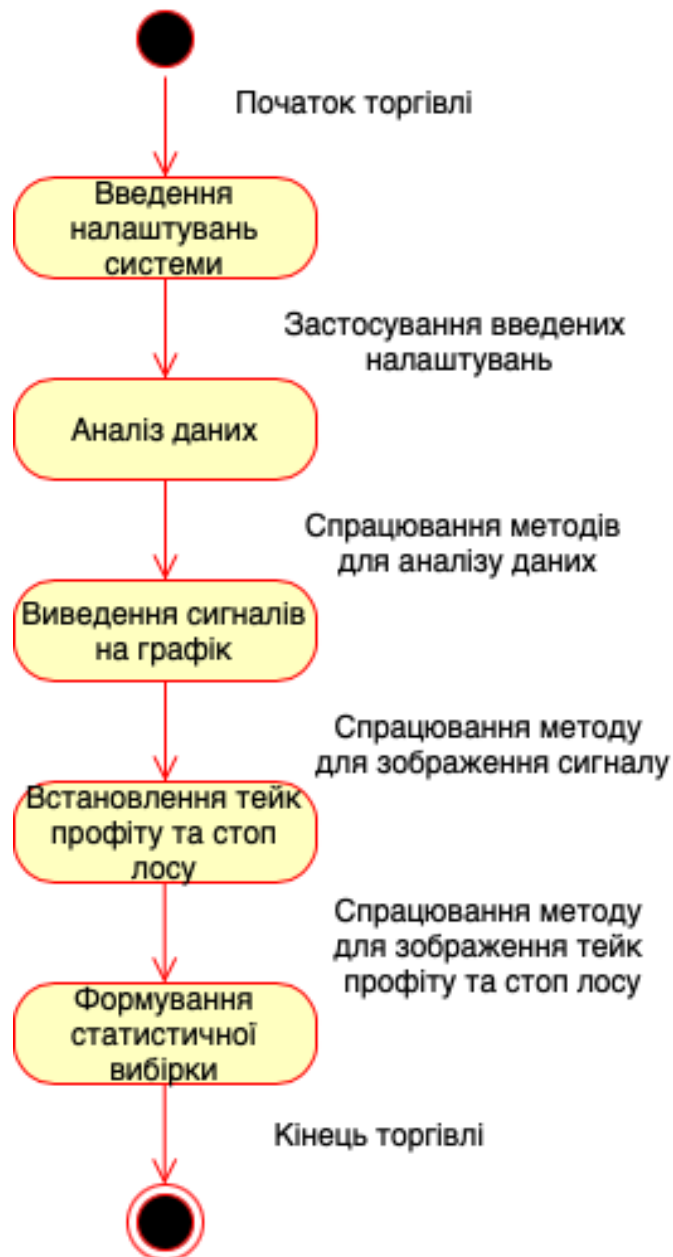 Початок торгівлі
Введення
налаштувань
системи
Застосування введених
налаштувань
Аналіз даних
Спрацювання методів
для аналізу даних
Виведення сигналів
на графік
Спрацювання методу
для зображення сигналу
Встановлення тейк
профіту та стоп
лосу
Спрацювання методу
для зображення тейк
профіту та стоп лосу
Формування
статистичної
вибірки
Кінець торгівлі